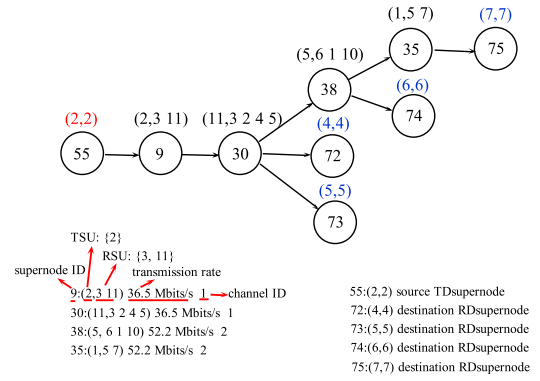 (1,5 7)
(7,7)
35
75
(5,6 1 10)
38
(6,6)
74
(2,2)
(2,3 11)
(11,3 2 4 5)
(4,4)
55
9
30
72
(5,5)
73
TSU: {2}
RSU: {3, 11}
supernode ID
transmission rate
9:(2,3 11) 36.5 Mbits/s 1
channel ID
30:(11,3 2 4 5) 36.5 Mbits/s 1
38:(5, 6 1 10) 52.2 Mbit/s 2
35:(1,5 7) 52.2 Mbits/s 2
55:(2,2) source TDsupernode
72:(4,4) destination RDsupernode
73:(5,5) destination RDsupernode
74:(6,6) destination RDsupernode
75:(7,7) destination RDsupernode